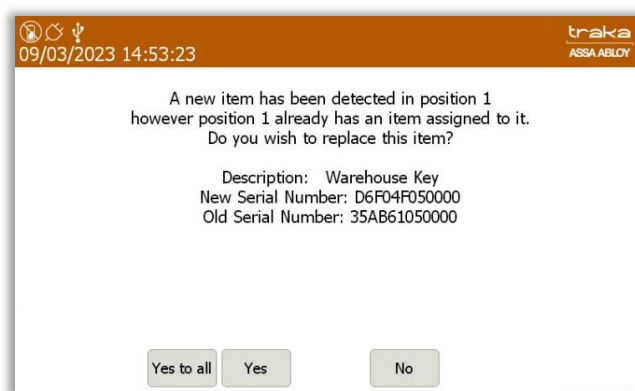 traka
09/03/2023 14:53:23
ASSA ABLOY
A new item has been detected in position 1
however position 1 already has an item assigned to it.
Do you wish to replace this item?
Description: Warehouse Key
New Serial Number: D6F04F050000
Old Serial Number: 35AB61050000
Yes to all
Yes
No